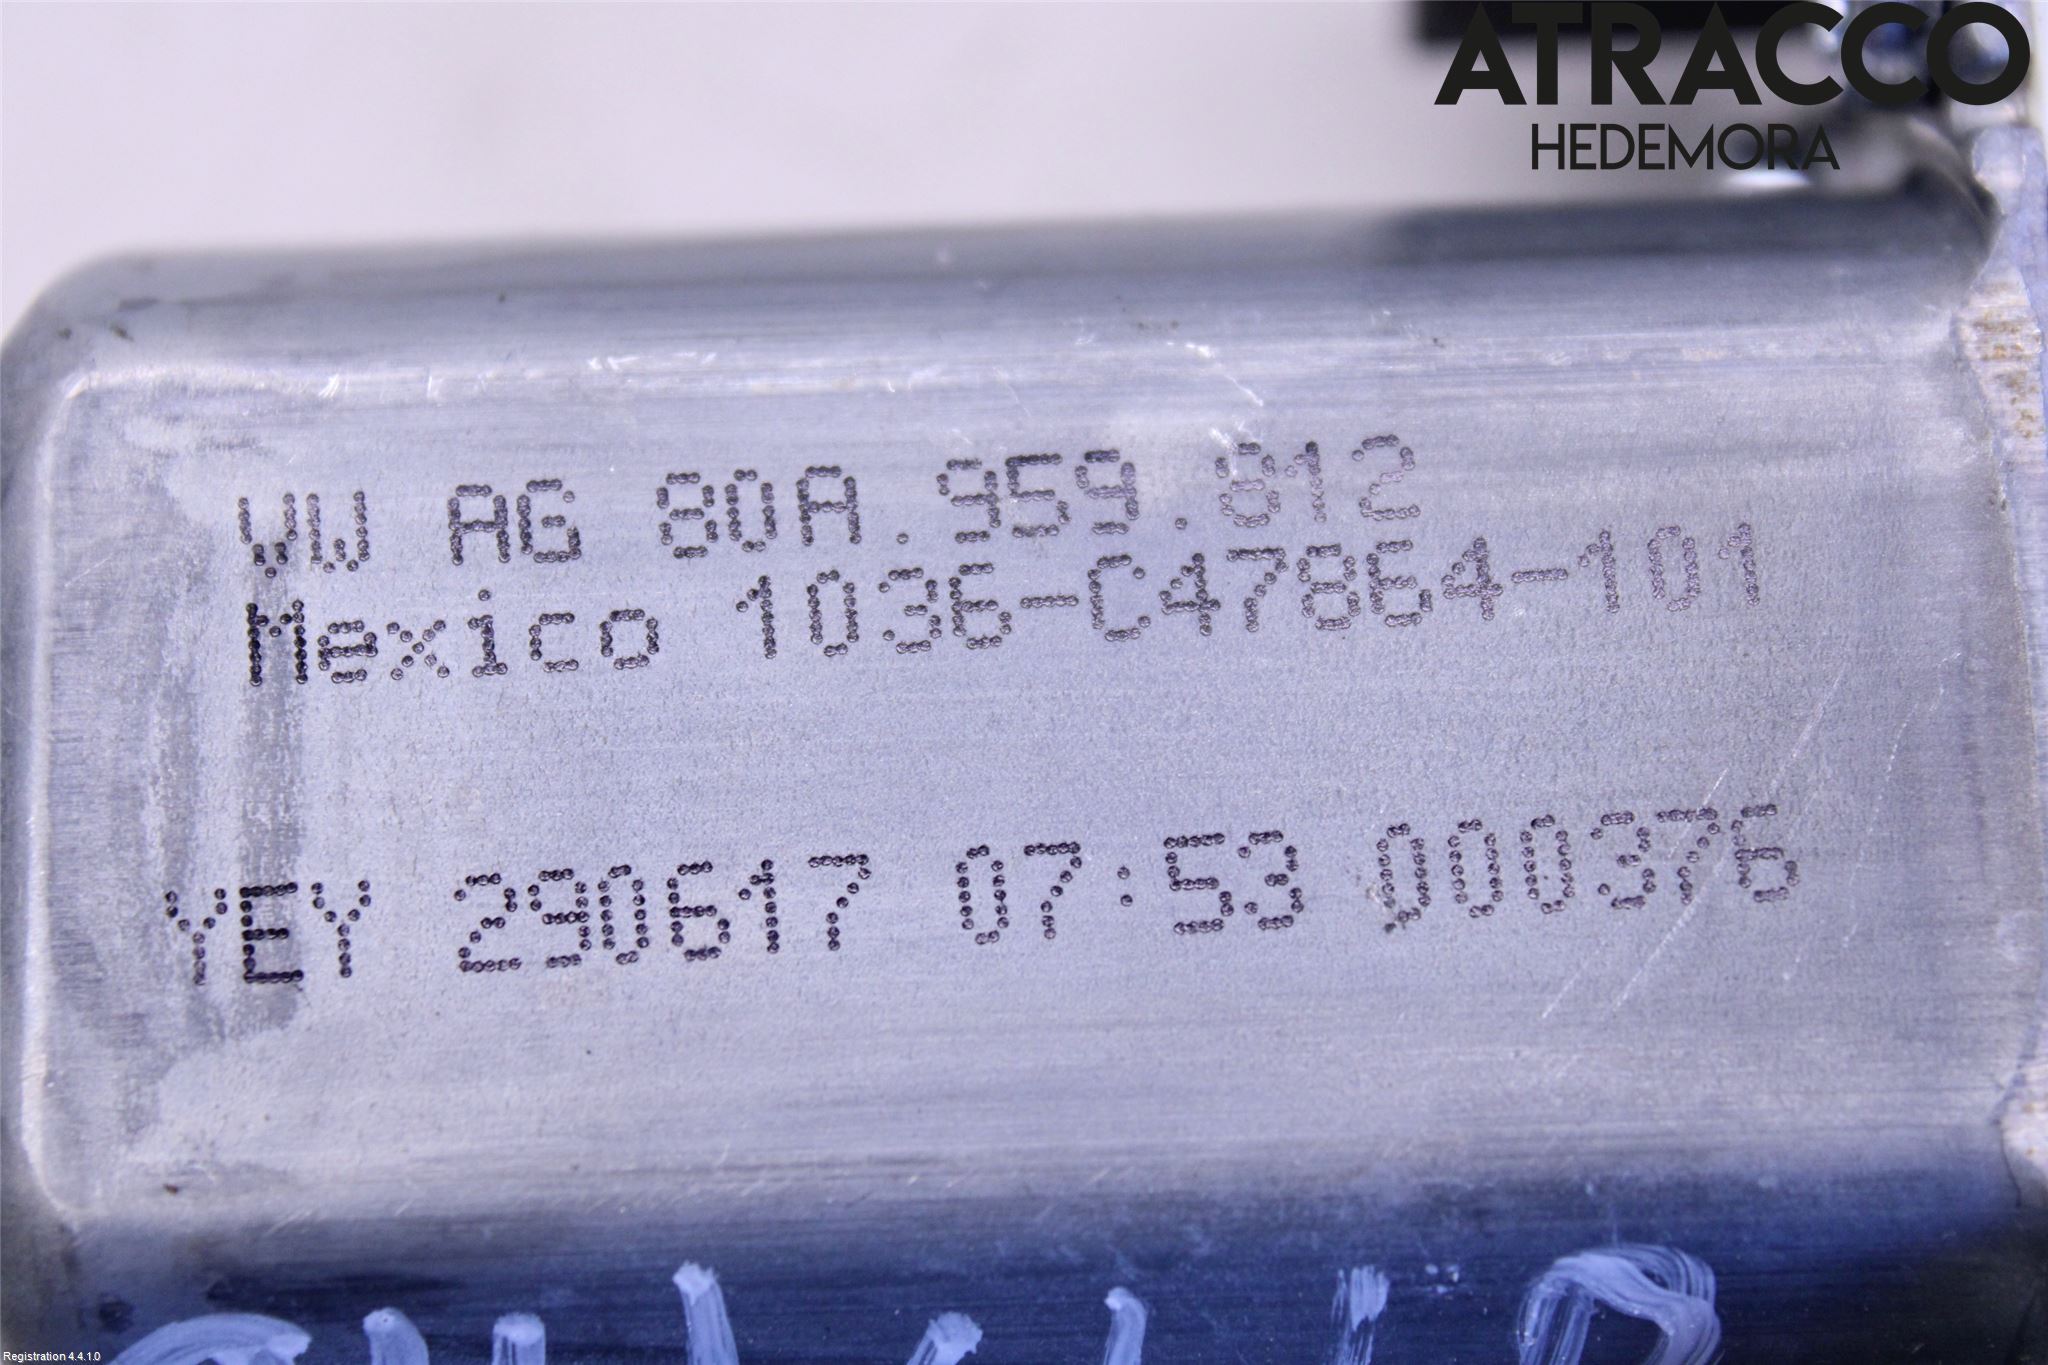 ATRACCO
HEDEMORA
VW AG 80A.959.812
Mexico 1036-C47864-101
YEY 290617 07:53 000376
Registration 4.4.1.0